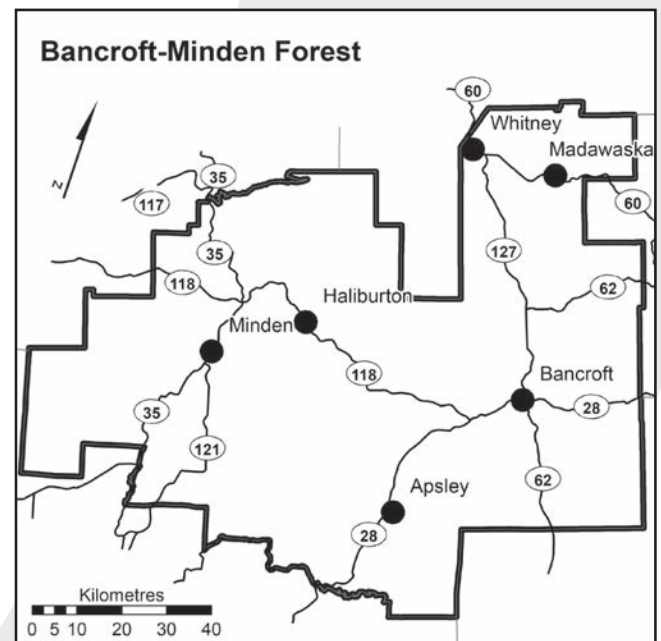 Bancroft-Minden Forest
60
Whitney
Madawaska
N
35
117
60
35
127
118
Haliburton
62
Minden
118
Bancroft
35
28
121
Apsley
62
28
Kilometres
0 5 10 20 30 40